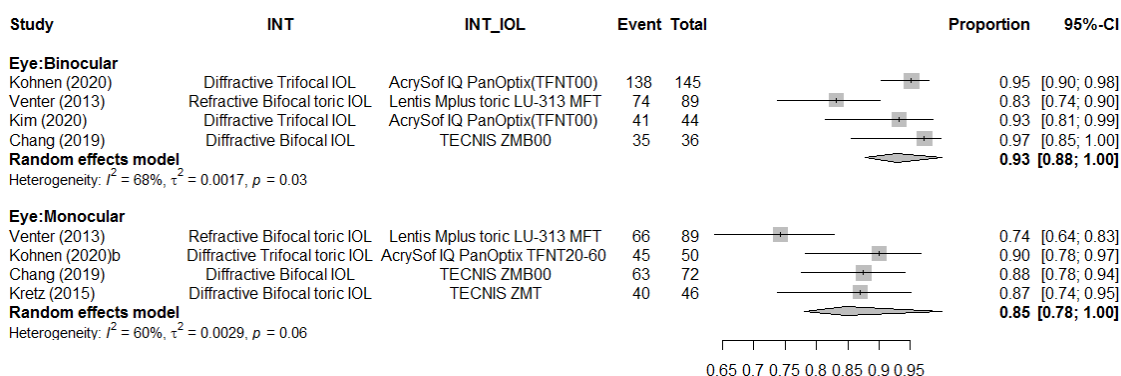 Study INT INT_IOL Event Total Proportion 95%-CI
Eye:Binocular
Kohnen (2020) Diffractive Trifocal IOL AcrySof IQ PanOptix(TFNT00) 138 145 0.95 [0.90; 0.98]
Venter (2013) Refractive Bifocal toric IOL Lentis Mplus toric LU-313 MFT 74 89 0.83 [0.74; 0.90]
Kim (2020) Diffractive Trifocal IOL AcrySof IQ PanOptix(TFNT00) 41 44 0.93 [0.81; 0.99]
Chang (2019) Diffractive Bifocal IOL TECNIS ZMB00 35 36 0.97 [0.85; 1.00]
Random effects model 0.93 [0.88; 1.00]
Heterogeneity: I² = 68%, τ² = 0.0017, p = 0.03
Eye:Monocular
Venter (2013) Refractive Bifocal toric IOL Lentis Mplus toric LU-313 MFT 66 89 0.74 [0.64; 0.83]
Kohnen (2020)b Diffractive Trifocal toric IOL AcrySof IQ PanOptix TFNT20-60 45 50 0.90 [0.78; 0.97]
Chang (2019) Diffractive Bifocal IOL TECNIS ZMB00 63 72 0.88 [0.78; 0.94]
Kretz (2015) Diffractive Bifocal toric IOL TECNIS ZMT 40 46 0.87 [0.74; 0.95]
Random effects model 0.85 [0.78; 1.00]
Heterogeneity: I² = 60%, τ² = 0.0029, p = 0.06
0.65 0.7 0.75 0.8 0.85 0.9 0.95